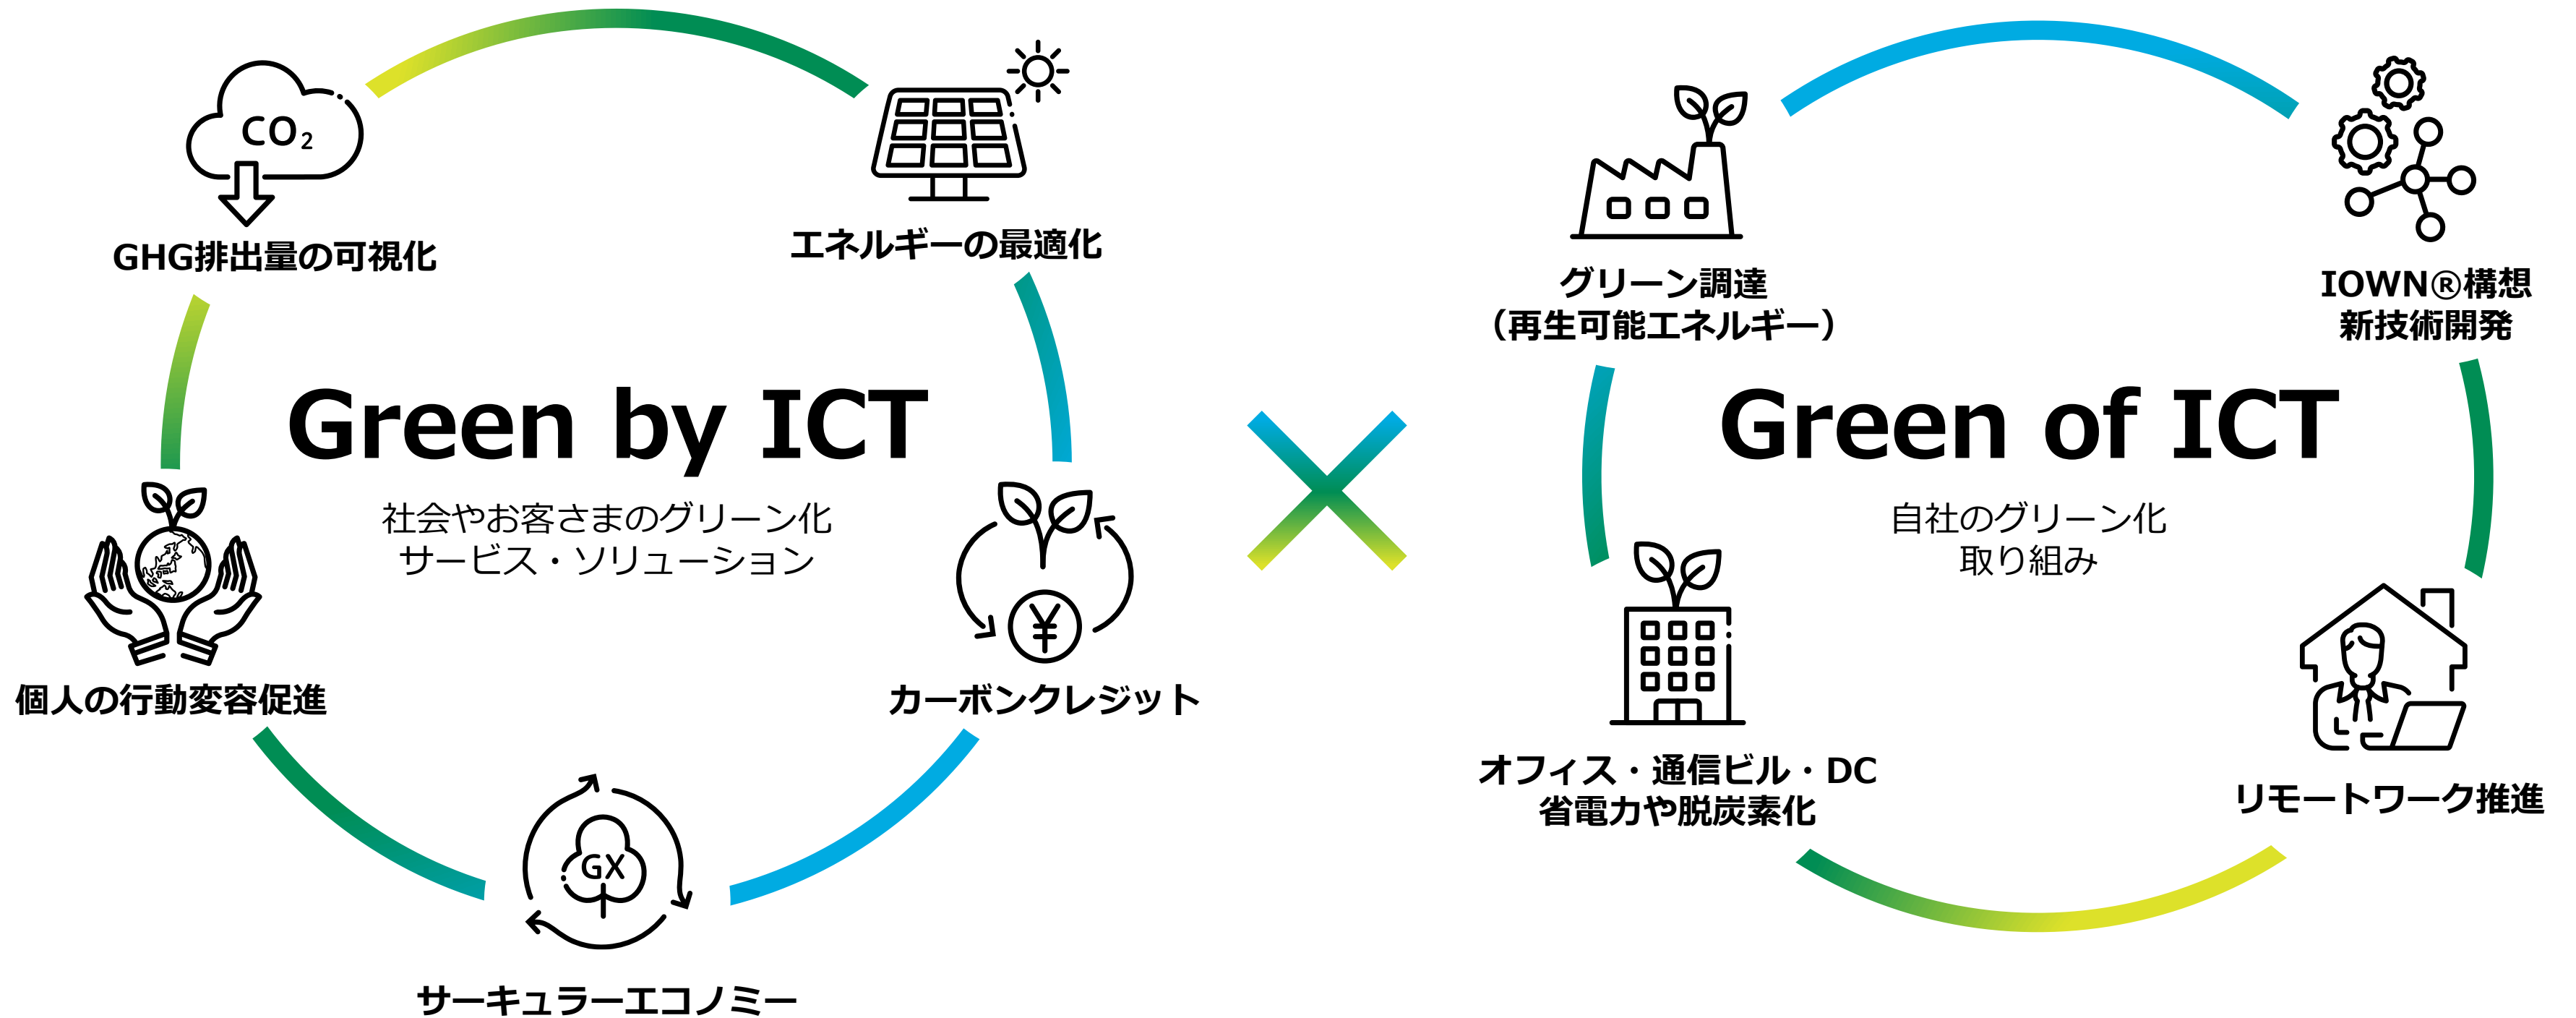 CO₂
GHG排出量の可視化
エネルギーの最適化
Green by ICT
社会やお客さまのグリーン化
サービス・ソリューション
個人の行動変容促進
¥
カーボンクレジット
GX
サーキュラーエコノミー
グリーン調達
（再生可能エネルギー）
IOWN®構想
新技術開発
Green of ICT
自社のグリーン化
取り組み
オフィス・通信ビル・DC
省電力や脱炭素化
リモートワーク推進